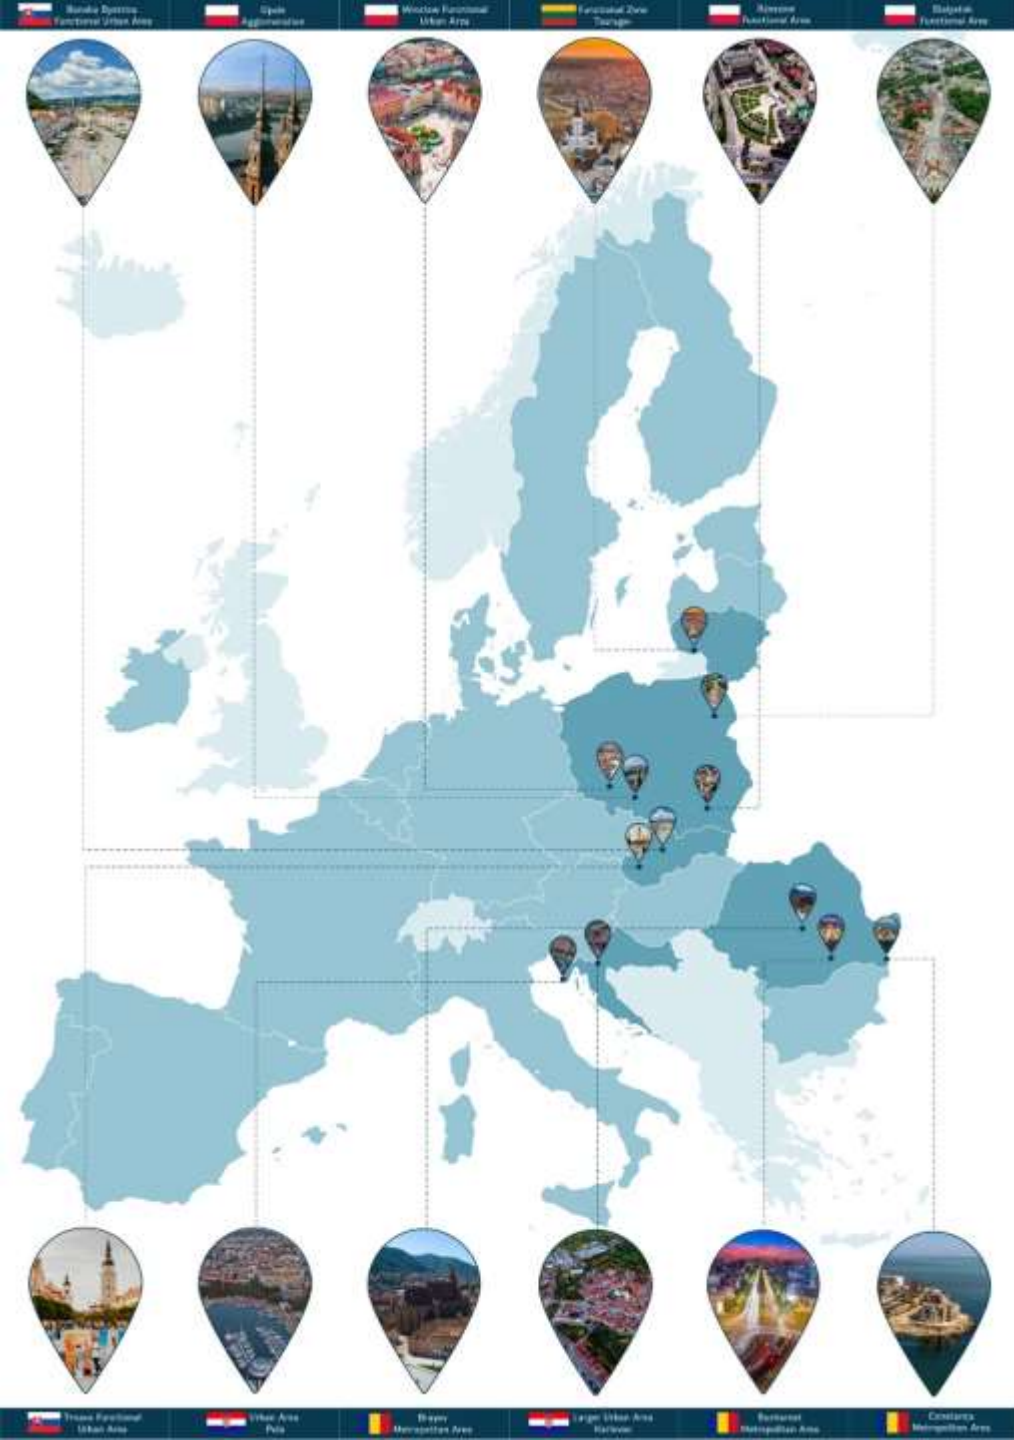 Banska Bystrica
Functional Urban Area
Opole
Agglomeration
Wroclaw Functional
Urban Area
Functional Zone
Taurage
Rzeszow
Functional Area
Bialystok
Functional Area
Trnava Functional
Urban Area
Urban Area
Pula
Brașov
Metropolitan Area
Larger Urban Area
Karlovac
Bucharest
Metropolitan Area
Constanta
Metropolitan Area